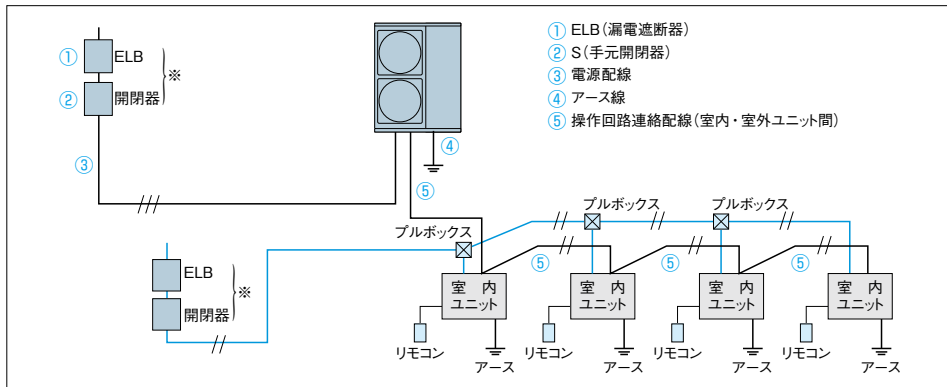 ① ELB
② 開閉器
※
③
④
⑤
① ELB(漏電遮断器)
② S(手元開閉器)
③ 電源配線
④ アース線
⑤ 操作回路連絡配線(室内・室外ユニット間)
プルボックス
プルボックス
プルボックス
ELB
開閉器
※
⑤
⑤
⑤
室 内
ユニット
室 内
ユニット
室 内
ユニット
室 内
ユニット
リモコン
アース
リモコン
アース
リモコン
アース
リモコン
アース